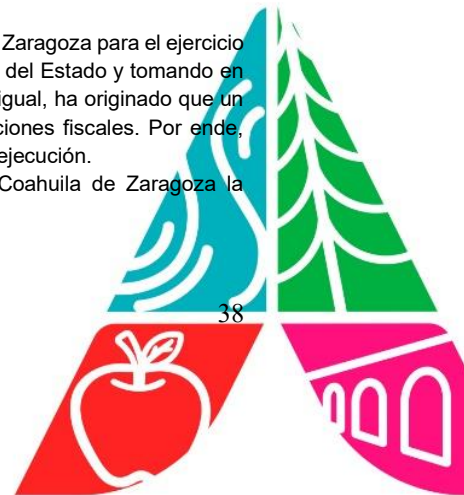 Zaragoza para el ejercicio
del Estado y tomando en
igual, ha originado que un
ciones fiscales. Por ende,
ejecución.
Coahuila de Zaragoza la
38